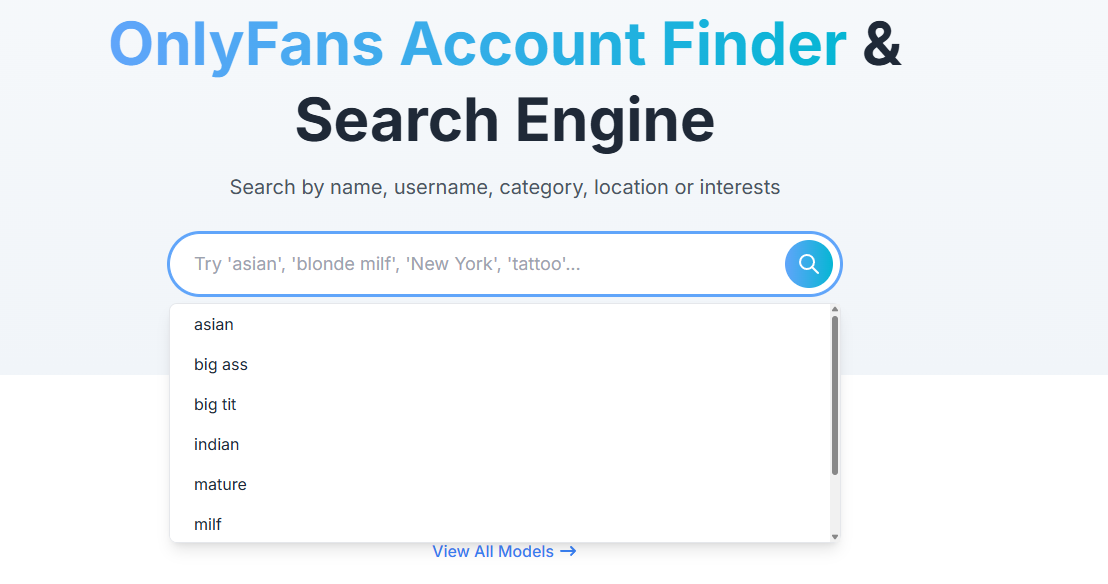 OnlyFans Account Finder &
Search Engine
Search by name, username, category, location or interests
Try 'asian', 'blonde milf', 'New York', 'tattoo'...
asian
big ass
big tit
indian
mature
milf
View All Models →